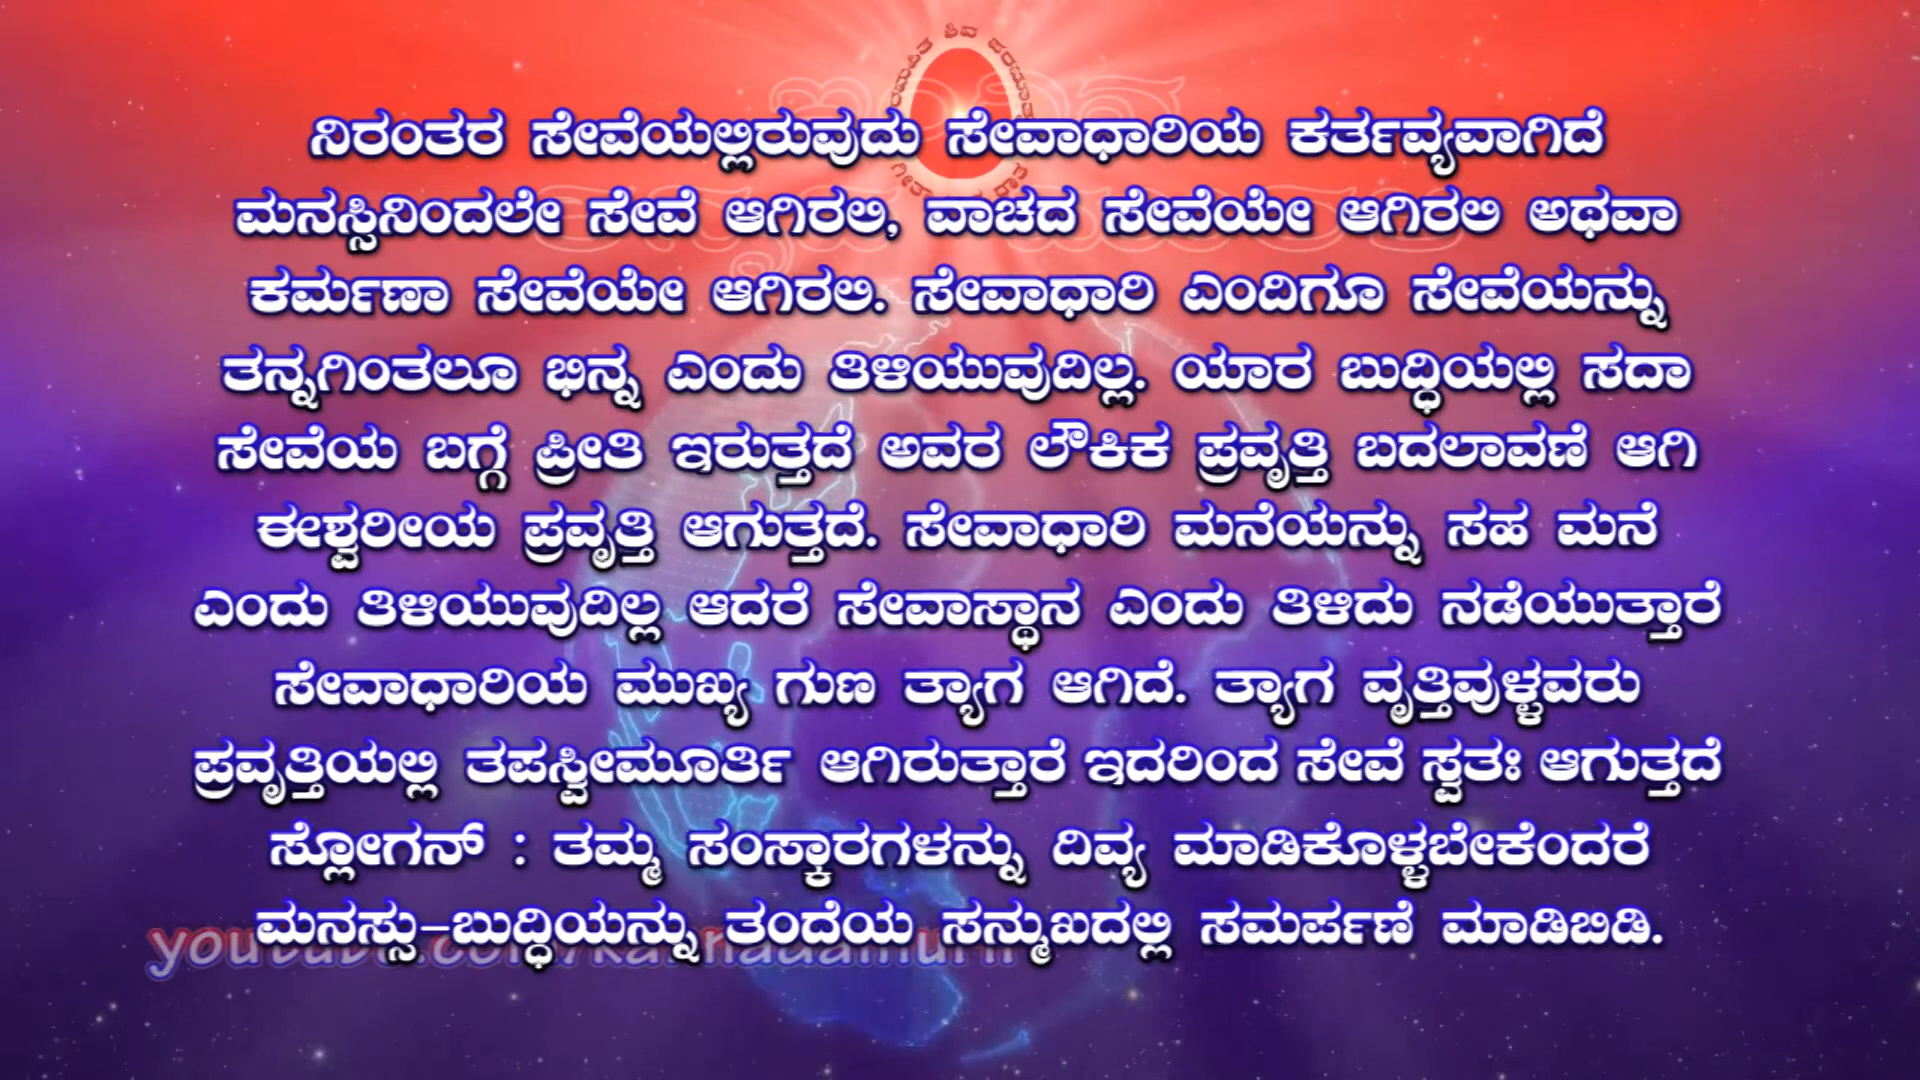 ನಿರಂತರ ಸೇವೆಯಲ್ಲಿರುವುದು ಸೇವಾಧಾರಿಯ ಕರ್ತವ್ಯವಾಗಿದೆ
ಮನಸ್ಸಿನಿಂದಲೇ ಸೇವೆ ಆಗಿರಲಿ, ವಾಚದ ಸೇವೆಯೇ ಆಗಿರಲಿ ಅಥವಾ
ಕರ್ಮಣಾ ಸೇವೆಯೇ ಆಗಿರಲಿ. ಸೇವಾಧಾರಿ ಎಂದಿಗೂ ಸೇವೆಯನ್ನು
ತನ್ನಗಿಂತಲೂ ಭಿನ್ನ ಎಂದು ತಿಳಿಯುವುದಿಲ್ಲ. ಯಾರ ಬುದ್ಧಿಯಲ್ಲಿ ಸದಾ
ಸೇವೆಯ ಬಗ್ಗೆ ಪ್ರೀತಿ ಇರುತ್ತದೆ ಅವರ ಲೌಕಿಕ ಪ್ರವೃತ್ತಿ ಬದಲಾವಣೆ ಆಗಿ
ಈಶ್ವರೀಯ ಪ್ರವೃತ್ತಿ ಆಗುತ್ತದೆ. ಸೇವಾಧಾರಿ ಮನೆಯನ್ನು ಸಹ ಮನೆ
ಎಂದು ತಿಳಿಯುವುದಿಲ್ಲ ಆದರೆ ಸೇವಾಸ್ಥಾನ ಎಂದು ತಿಳಿದು ನಡೆಯುತ್ತಾರೆ
ಸೇವಾಧಾರಿಯ ಮುಖ್ಯ ಗುಣ ತ್ಯಾಗ ಆಗಿದೆ. ತ್ಯಾಗ ವೃತ್ತಿವುಳ್ಳವರು
ಪ್ರವೃತ್ತಿಯಲ್ಲಿ ತಪಸ್ವೀಮೂರ್ತಿ ಆಗಿರುತ್ತಾರೆ ಇದರಿಂದ ಸೇವೆ ಸ್ವತಃ ಆಗುತ್ತದೆ
ಸ್ಲೋಗನ್ : ತಮ್ಮ ಸಂಸ್ಕಾರಗಳನ್ನು ದಿವ್ಯ ಮಾಡಿಕೊಳ್ಳಬೇಕೆಂದರೆ
ಮನಸ್ಸು-ಬುದ್ಧಿಯನ್ನು ತಂದೆಯ ಸನ್ಮುಖದಲ್ಲಿ ಸಮರ್ಪಣೆ ಮಾಡಿಬಿಡಿ.